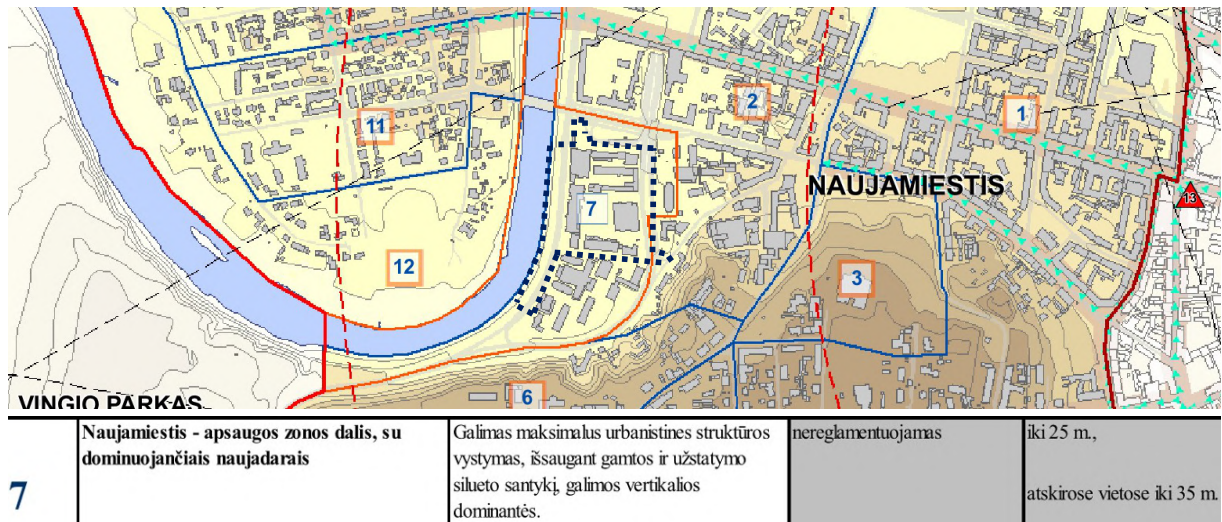 11
2
1
NAUJAMIESTIS
13
7
12
3
6
VINGIO PARKAS
7
Naujamiestis - apsaugos zonos dalis, su
dominuojančiais naujadarais
Galimas maksimalus urbanistines struktūros
vystymas, išsaugant gamtos ir užstatymo
silueto santykį, galimos vertikalios
dominantės.
nereglamentuojamas
iki 25 m.,
atskirose vietose iki 35 m.